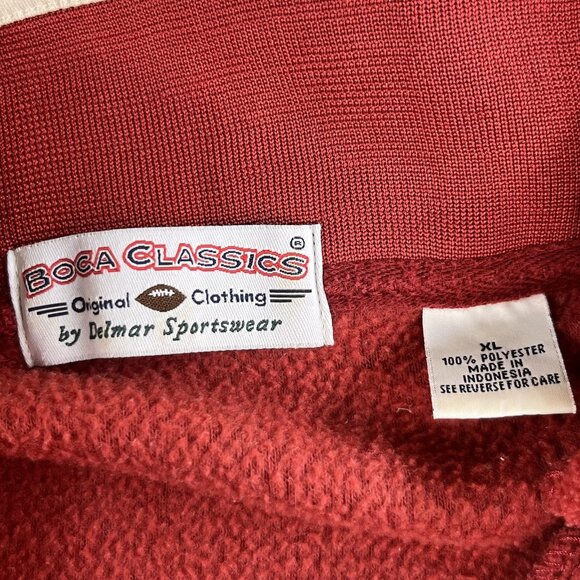 BOCA CLASSICS ®
Original Clothing
by Delmar Sportswear
XL
100% POLYESTER
MADE IN
INDONESIA
SEE REVERSE FOR CARE